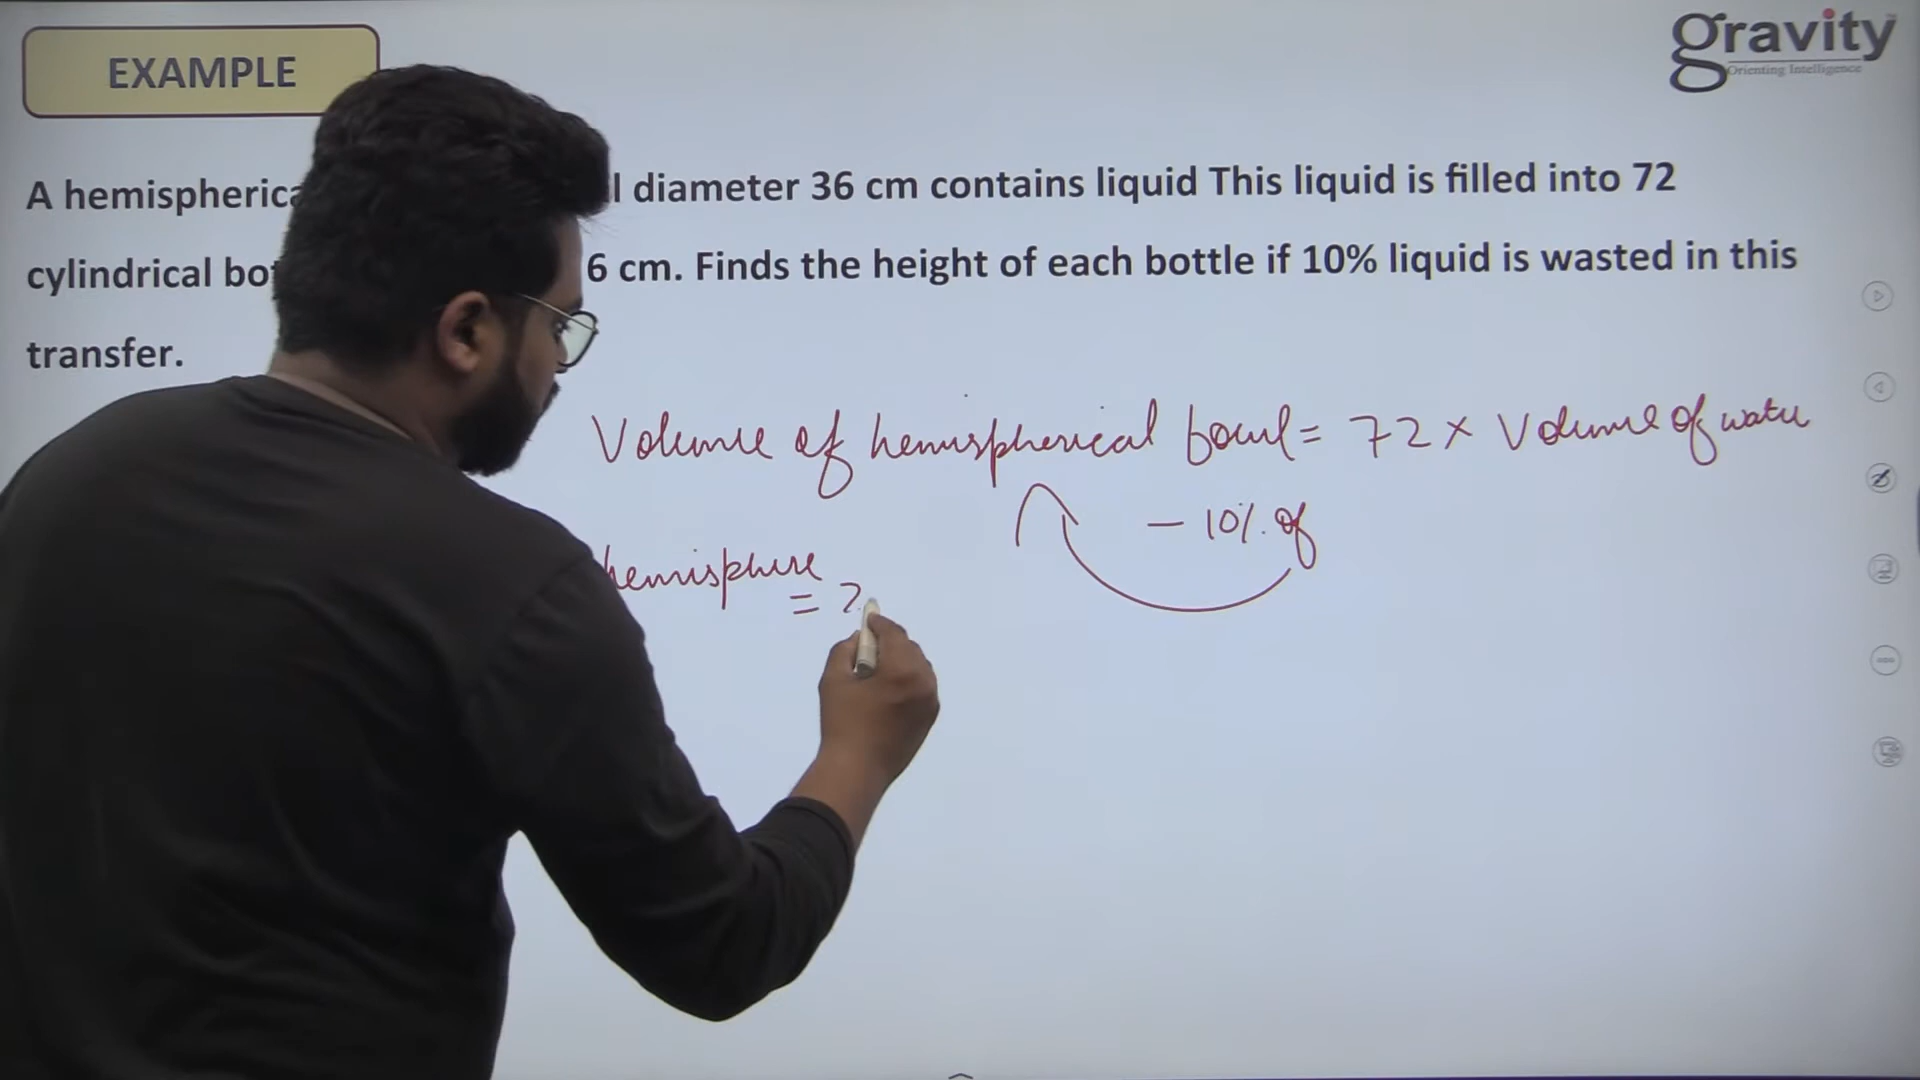 EXAMPLE
gravity
Orienting Intelligence
A l diameter 36 cm contains liquid This liquid is filled into 72
cylindrical 6 cm. Finds the height of each bottle if 10% liquid is wasted in this
transfer.
Volume of hemispherical bowl = 72 × Volume of water
- 10% of
hemisphere
= 2